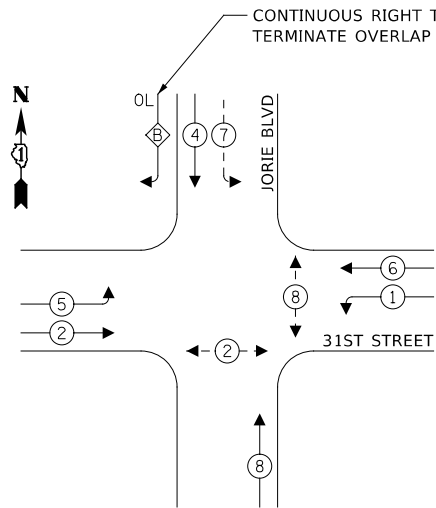 CONTINUOUS RIGHT T
TERMINATE OVERLAP
N
OL
B
4
7
JORIE BLVD
1
6
5
8
1
2
2
31ST STREET
8